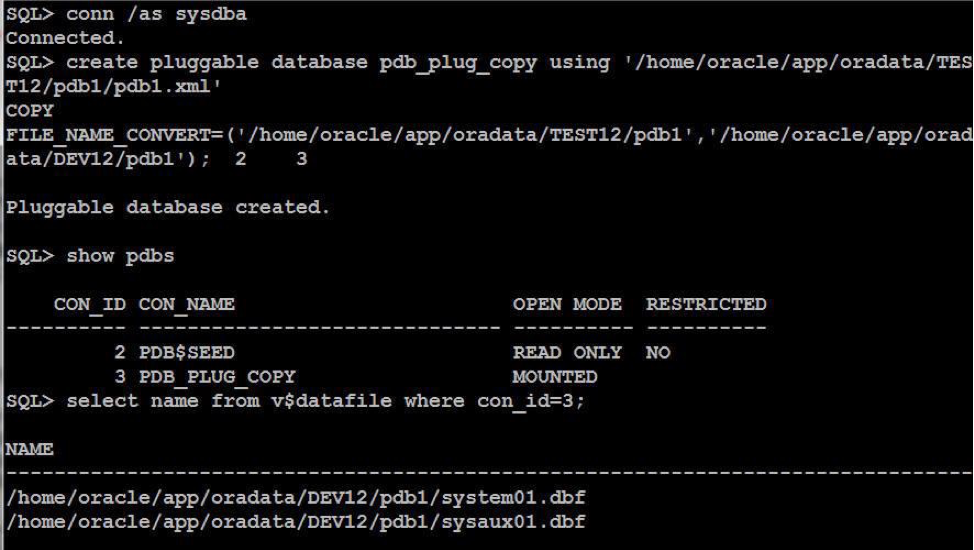 SQL> conn /as sysdba
Connected.
SQL> create pluggable database pdb_plug_copy using '/home/oracle/app/oradata/TES
T12/pdb1/pdb1.xml'
COPY
FILE_NAME_CONVERT=('/home/oracle/app/oradata/TEST12/pdb1','/home/oracle/app/orad
ata/DEV12/pdb1');  2    3
Pluggable database created.
SQL> show pdbs
    CON_ID CON_NAME                       OPEN MODE  RESTRICTED
---------- ------------------------------ ---------- ----------
         2 PDB$SEED                       READ ONLY  NO
         3 PDB_PLUG_COPY                  MOUNTED
SQL> select name from v$datafile where con_id=3;
NAME
--------------------------------------------------------------------------------
/home/oracle/app/oradata/DEV12/pdb1/system01.dbf
/home/oracle/app/oradata/DEV12/pdb1/sysaux01.dbf